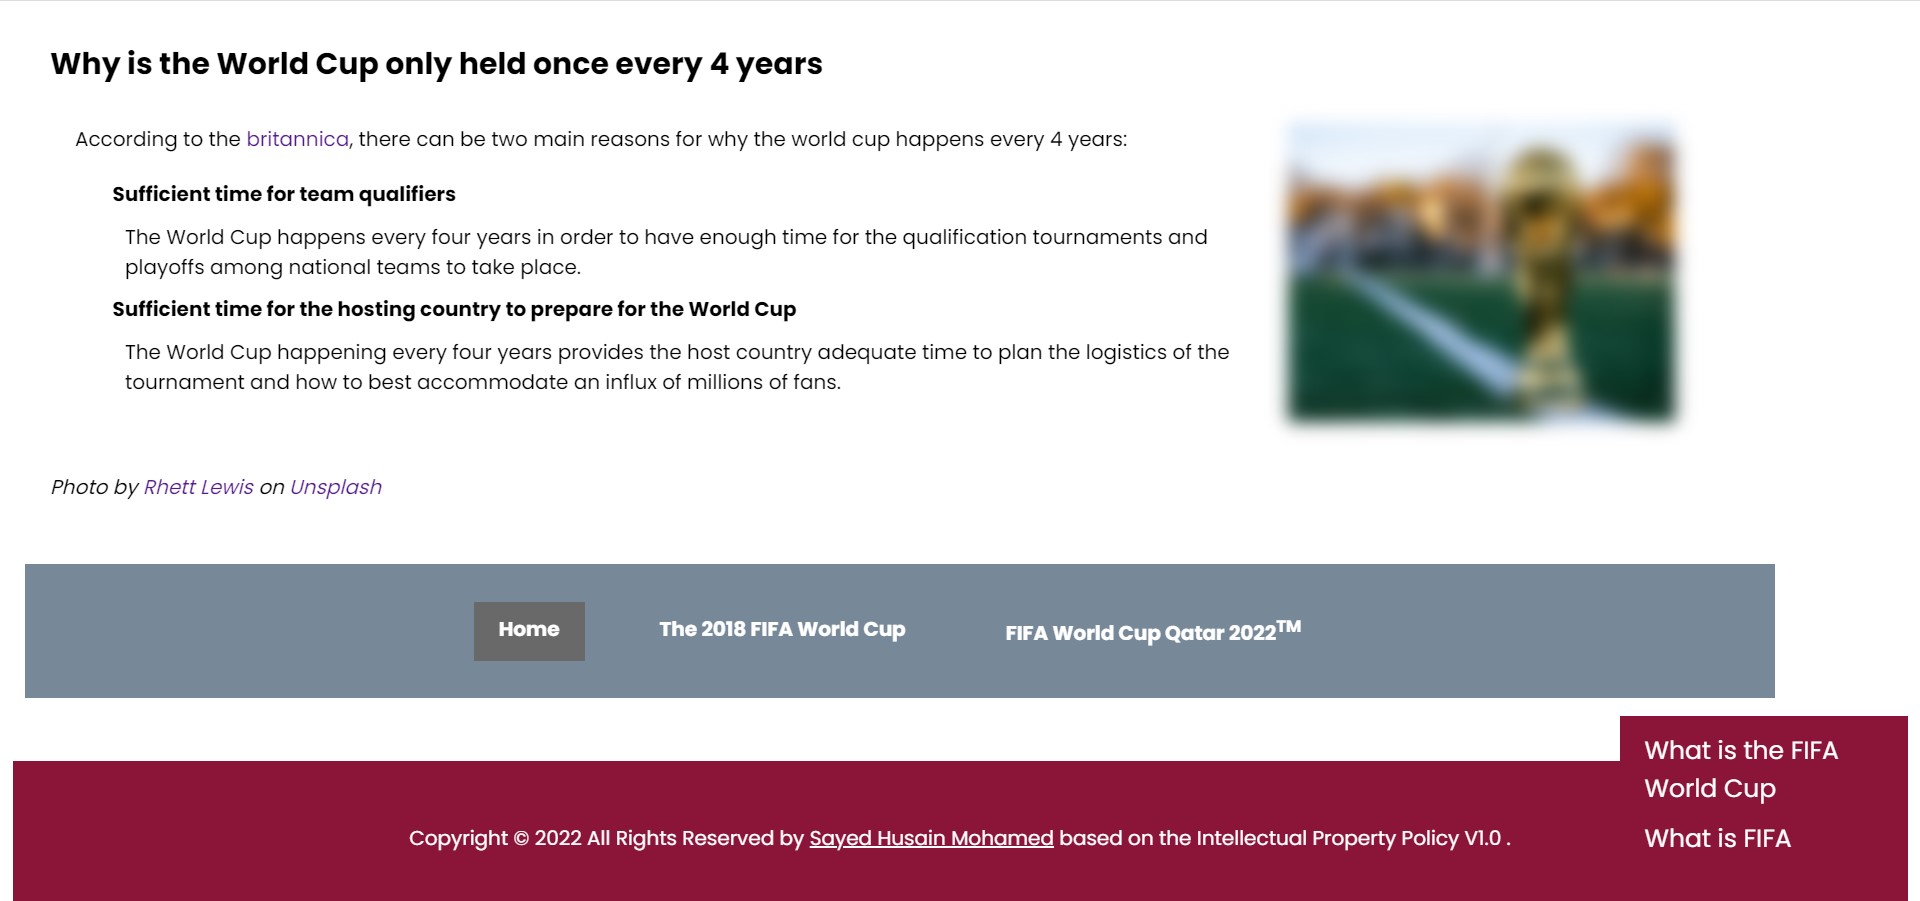 Why is the World Cup only held once every 4 years
According to the britannica, there can be two main reasons for why the world cup happens every 4 years:
Sufficient time for team qualifiers
The World Cup happens every four years in order to have enough time for the qualification tournaments and
playoffs among national teams to take place.
Sufficient time for the hosting country to prepare for the World Cup
The World Cup happening every four years provides the host country adequate time to plan the logistics of the
tournament and how to best accommodate an influx of millions of fans.
Photo by Rhett Lewis on Unsplash
Home The 2018 FIFA World Cup FIFA World Cup Qatar 2022TM
What is the FIFA
World Cup
What is FIFA
Copyright © 2022 All Rights Reserved by Sayed Husain Mohamed based on the Intellectual Property Policy V1.0 .